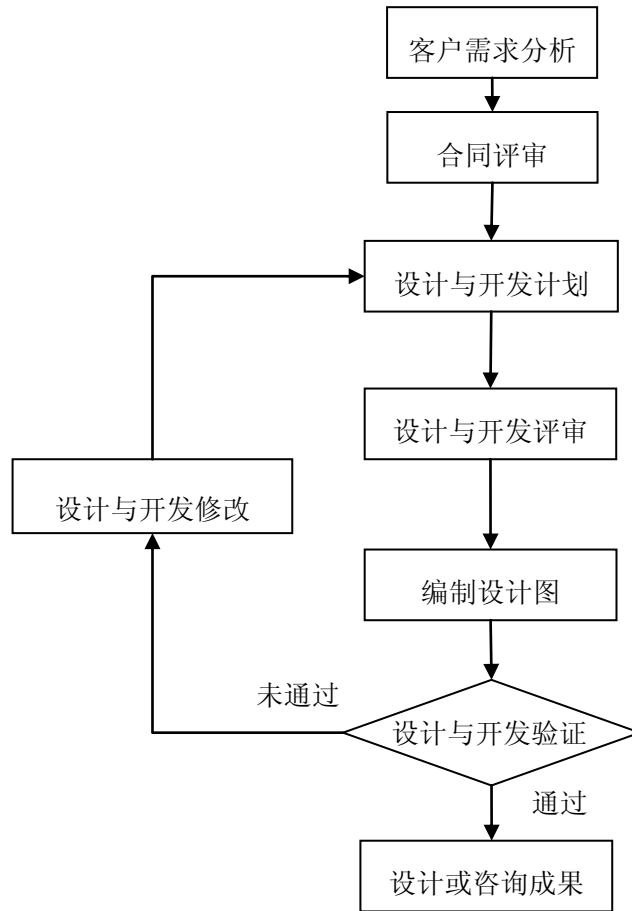 客户需求分析
合同评审
设计与开发计划
设计与开发评审
设计与开发修改
编制设计图
未通过
设计与开发验证
通过
设计或咨询成果